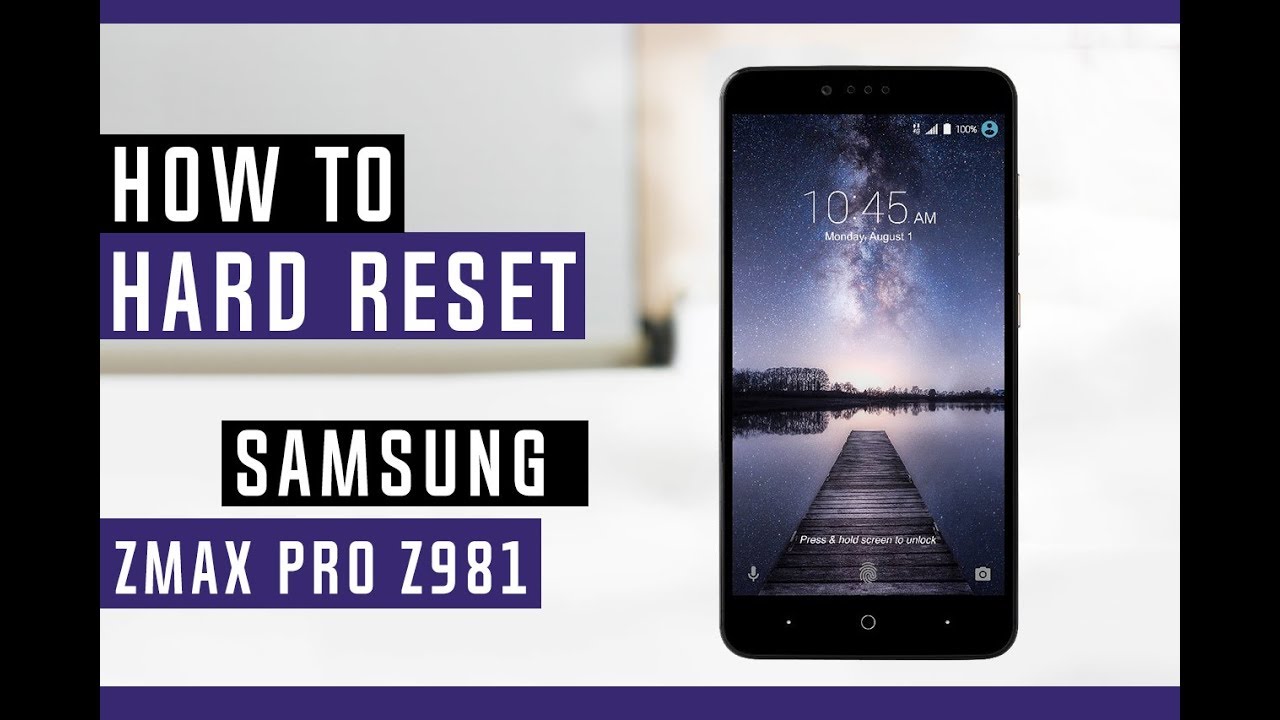 HOW TO
HARD RESET
SAMSUNG
ZMAX PRO Z981
100%
10:45 AM
Monday, August 1
Press & hold screen to unlock